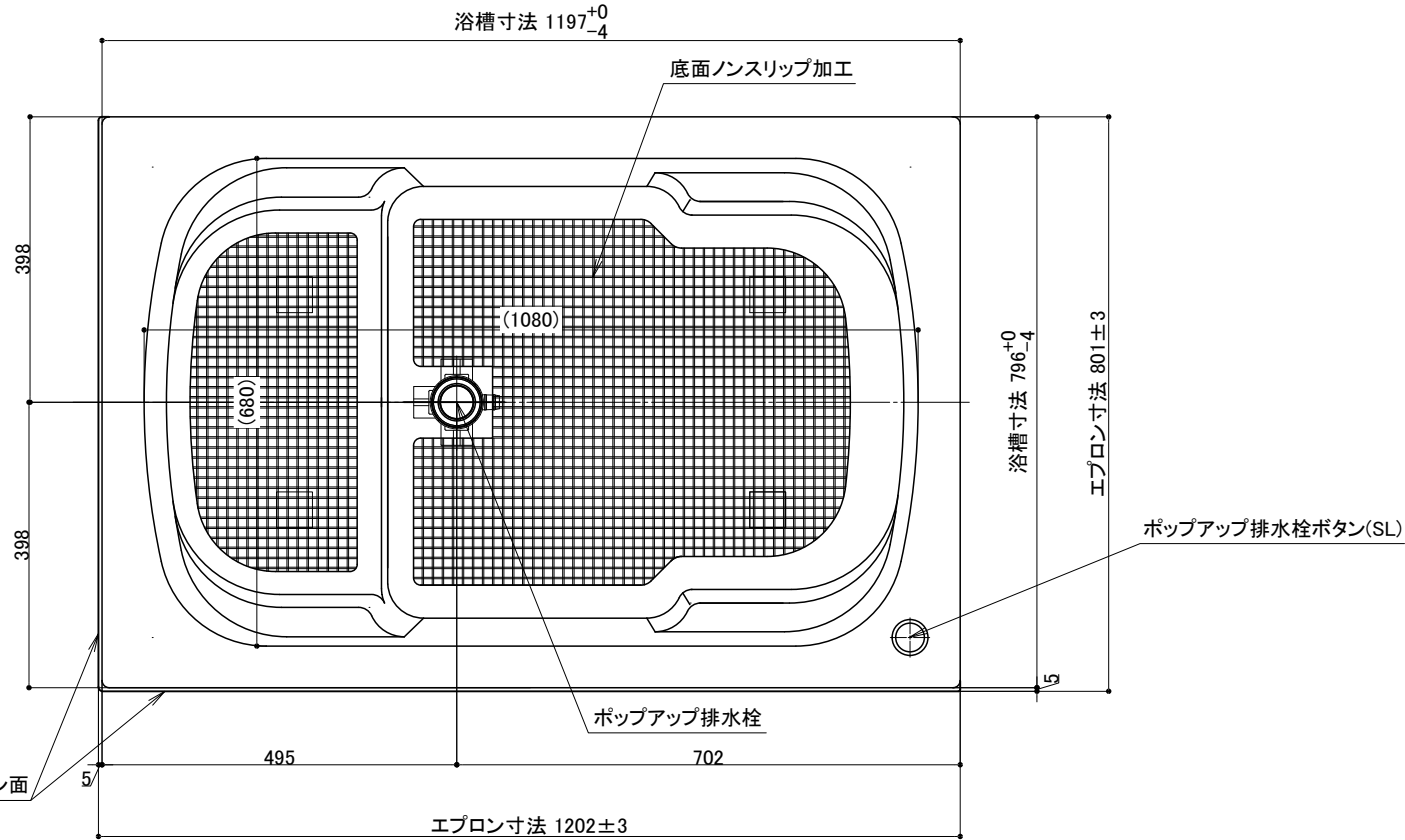 浴槽寸法 1197+0−4
底面ノンスリップ加工
398
(1080)
(680)
浴槽寸法 796+0−4
エプロン寸法 801±3
398
ポップアップ排水栓ボタン(SL)
5
ポップアップ排水栓
495
702
5
ン面
エプロン寸法 1202±3